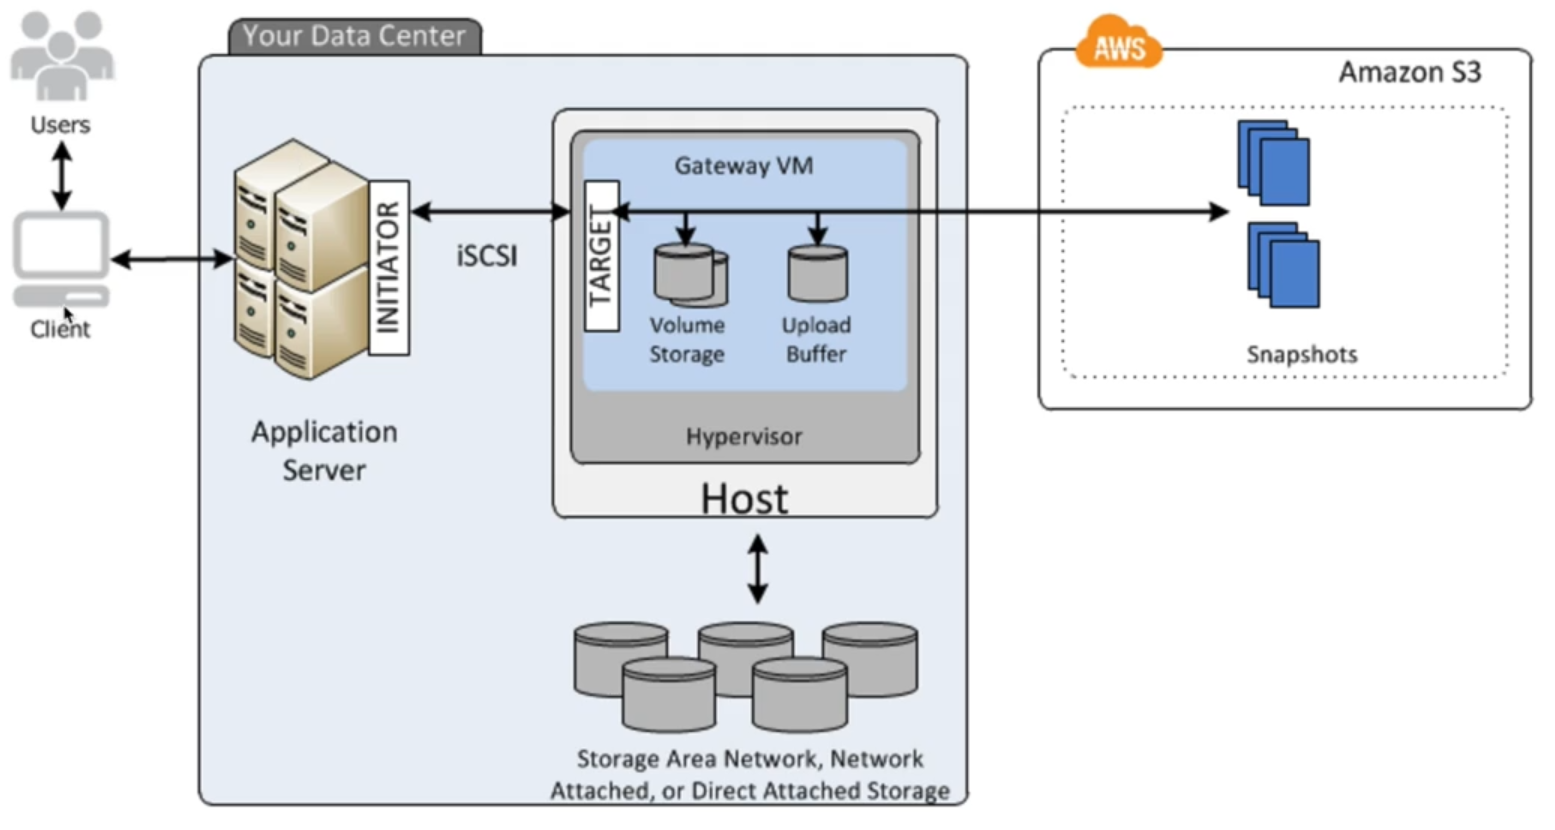 Your Data Center
AWS
Amazon S3
Users
Client
INITIATOR
iSCSI
TARGET
Gateway VM
Volume
Storage
Upload
Buffer
Snapshots
Application
Server
Hypervisor
Host
Storage Area Network, Network
Attached, or Direct Attached Storage